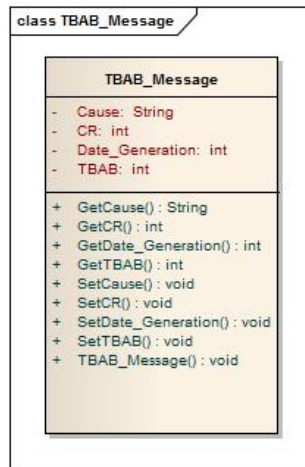 class TBAB_Message
TBAB_Message
- Cause: String
- CR: int
- Date_Generation: int
- TBAB: int
+ GetCause() : String
+ GetCR() : int
+ GetDate_Generation() : int
+ GetTBAB() : int
+ SetCause() : void
+ SetCR() : void
+ SetDate_Generation() : void
+ SetTBAB() : void
+ TBAB_Message() : void